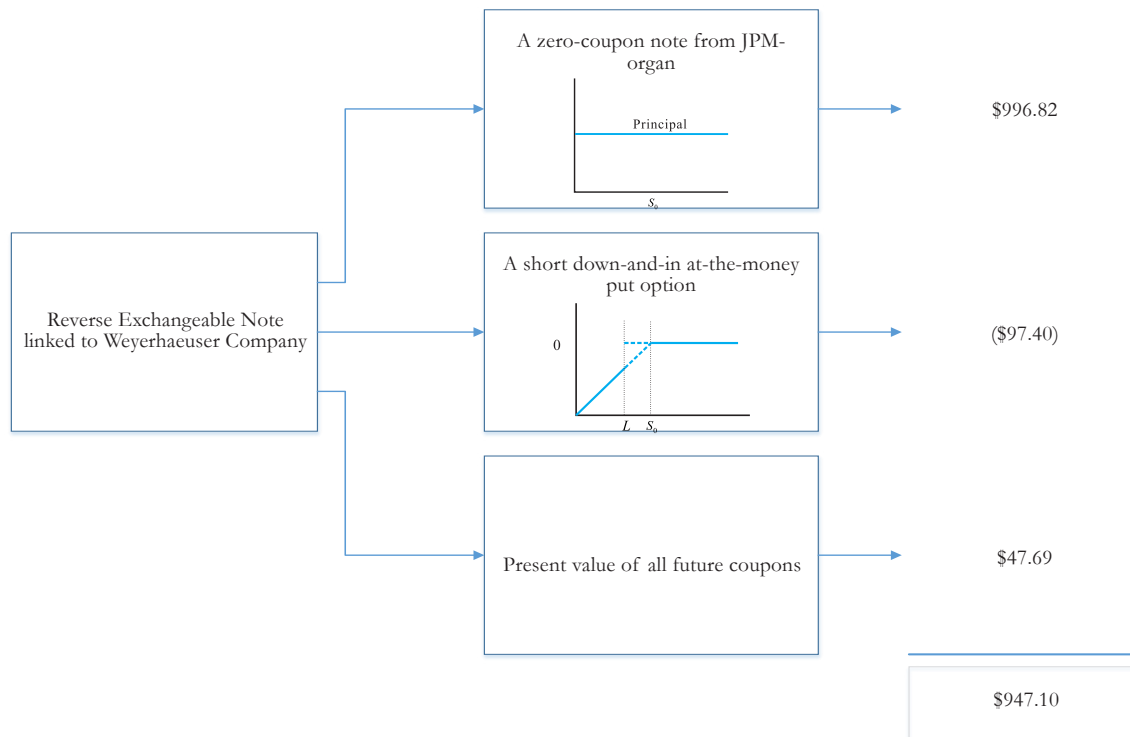 A zero-coupon note from JPM-
organ
Principal
S₀
$996.82
Reverse Exchangeable Note
linked to Weyerhaeuser Company
A short down-and-in at-the-money
put option
0
L S₀
($97.40)
Present value of all future coupons
$47.69
$947.10